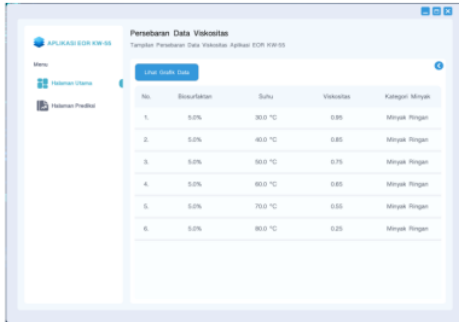 APLIKASI EOR KW-55
Menu
Halaman Utama
Halaman Prediksi
Persebaran Data Viskositas
Tampilan Persebaran Data Viskositas Aplikasi EOR KW-55
Lihat Grafik Data
No. Biosurfaktan Suhu Viskositas Kategori Minyak
1. 5.0% 30.0 °C 0.95 Minyak Ringan
2. 5.0% 40.0 °C 0.85 Minyak Ringan
3. 5.0% 50.0 °C 0.75 Minyak Ringan
4. 5.0% 60.0 °C 0.65 Minyak Ringan
5. 5.0% 70.0 °C 0.55 Minyak Ringan
6. 5.0% 80.0 °C 0.25 Minyak Ringan